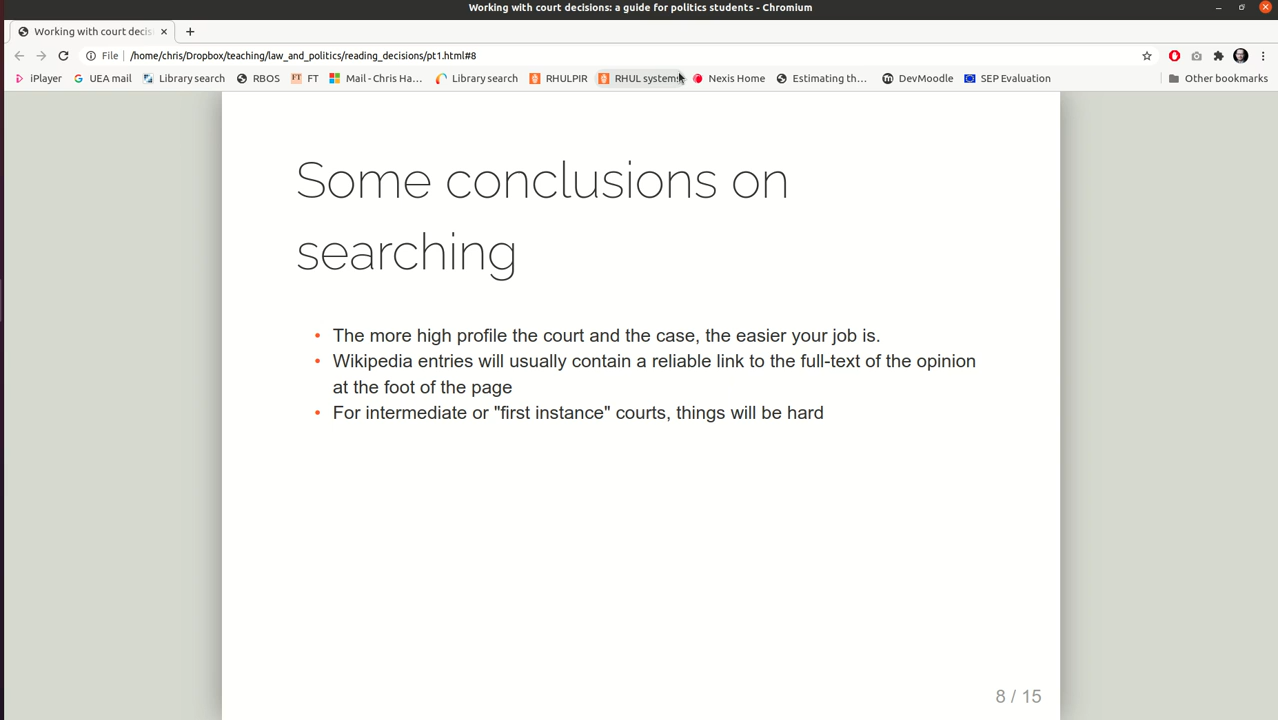 Working with court decisions: a guide for politics students - Chromium
Working with court decis
File /home/chris/Dropbox/teaching/law_and_politics/reading_decisions/pt1.html#8
iPlayer UEA mail Library search RBOS FT FT Mail - Chris Ha... Library search RHULPIR RHUL systems Nexis Home Estimating th... DevMoodle SEP Evaluation Other bookmarks
Some conclusions on
searching
• The more high profile the court and the case, the easier your job is.
• Wikipedia entries will usually contain a reliable link to the full-text of the opinion
at the foot of the page
• For intermediate or "first instance" courts, things will be hard
8 / 15